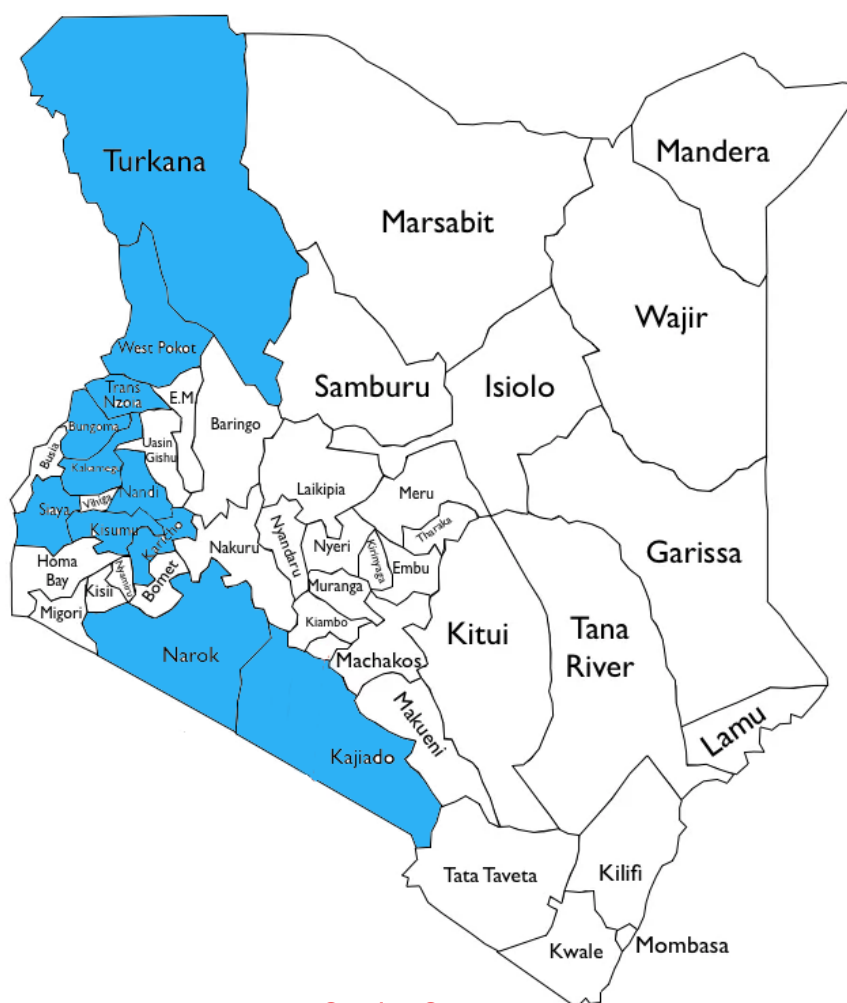 Turkana
Mandera
Marsabit
Wajir
West Pokot
Samburu
Isiolo
Trans
Nzoia
E.M
Baringo
Bungoma
Uasin
Gishu
Busia
Kakamega
Nandi
Vihiga
Laikipia
Meru
Siaya
Kisumu
Karicho
Nakuru
Nyandaru
Nyeri
Kirinyaga
Tharaka
Embu
Garissa
Homa
Bay
Kisii
Nyamiru
Bomet
Muranga
Migori
Kiambo
Narok
Machakos
Kitui
Tana
River
Makueni
Lamu
Kajiado
Tata Taveta
Kilifi
Kwale
Mombasa